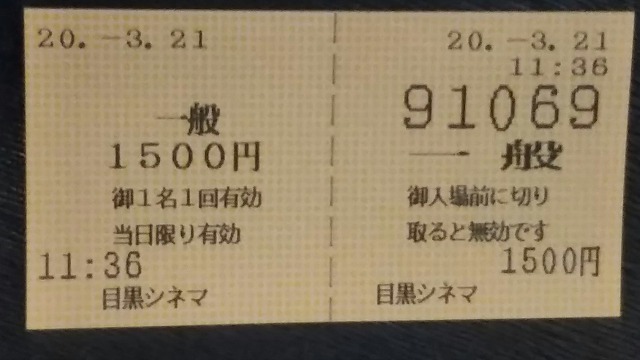 20.-3.21
一般
1500円
御1名1回有効
当日限り有効
11:36
目黒シネマ
20.-3.21
11:36
91069
一般
御入場前に切り
取ると無効です
1500円
目黒シネマ